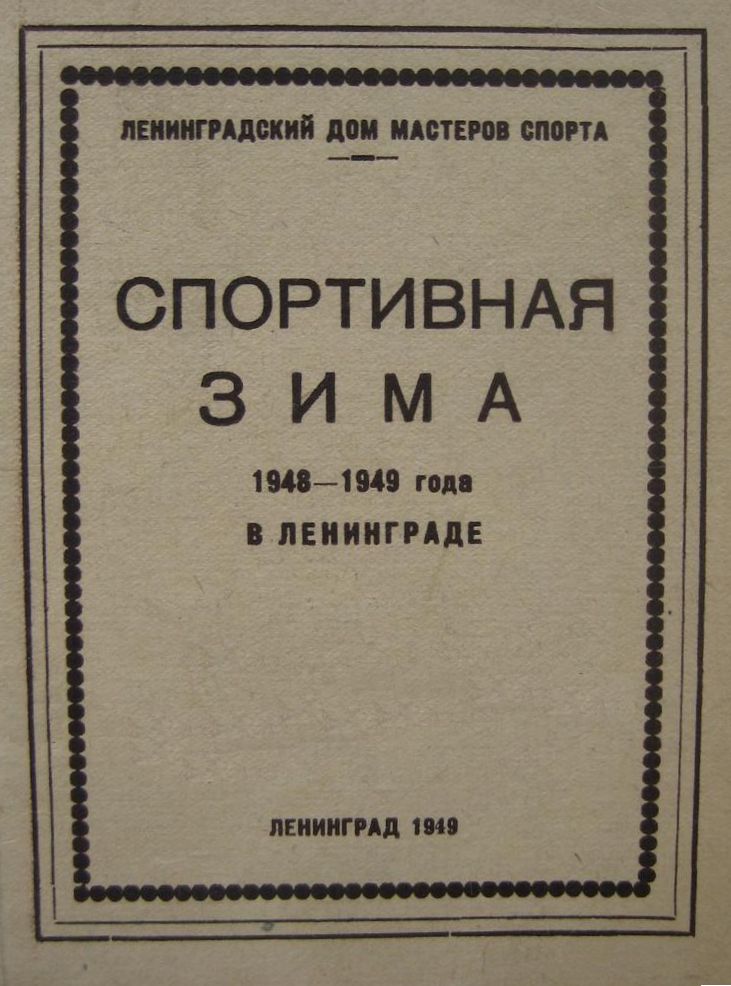 ЛЕНИНГРАДСКИЙ ДОМ МАСТЕРОВ СПОРТА
СПОРТИВНАЯ
ЗИМА
1948—1949 года
В ЛЕНИНГРАДЕ
ЛЕНИНГРАД 1949